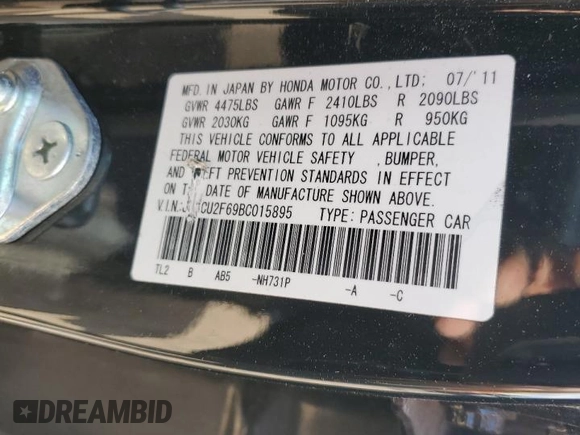 MFD. IN JAPAN BY HONDA MOTOR CO., LTD: 07/'11
GVWR 4475LBS GAWR F 2410LBS R 2090LBS
GVWR 2030KG GAWR F 1095KG R 950KG
THIS VEHICLE CONFORMS TO ALL APPLICABLE
FEDERAL MOTOR VEHICLE SAFETY , BUMPER,
AND THEFT PREVENTION STANDARDS IN EFFECT
ON DATE OF MANUFACTURE SHOWN ABOVE.
V.I.N.: CU2F69BC015895 TYPE: PASSENGER CAR
TL2 B AB5 -NH731P -A -C
DREAMBID